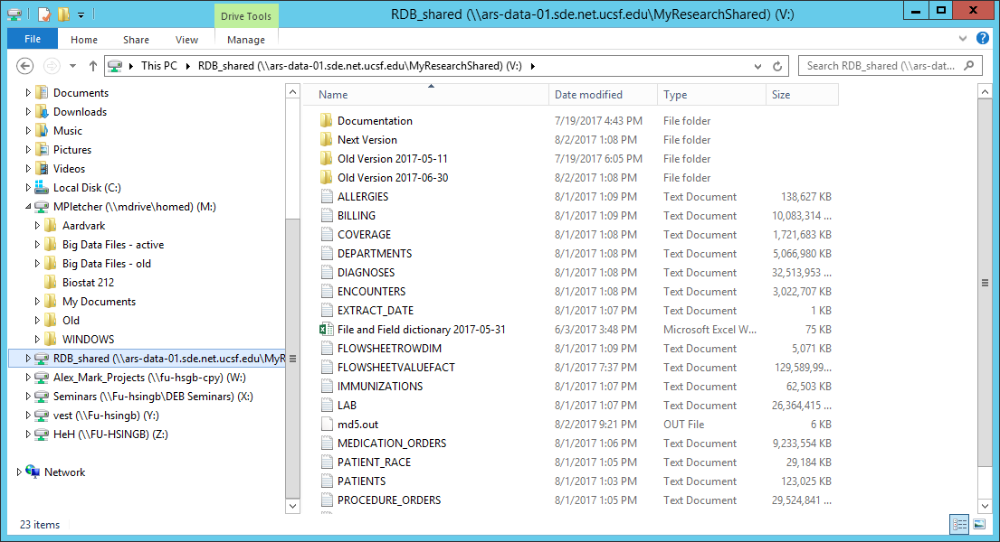 Drive Tools
RDB_shared (\\ars-data-01.sde.net.ucsf.edu\MyResearchShared) (V:)
File Home Share View Manage
This PC RDB_shared (\\ars-data-01.sde.net.ucsf.edu\MyResearchShared) (V:)
Search RDB_shared (\\ars-dat...
Documents
Downloads
Music
Pictures
Videos
Local Disk (C:)
MPletcher (\\mdrive\homed) (M:)
Aardvark
Big Data Files - active
Big Data Files - old
Biostat 212
My Documents
Old
WINDOWS
RDB_shared (\\ars-data-01.sde.net.ucsf.edu\MyR
Alex_Mark_Projects (\\fu-hsgb-cpy) (W:)
Seminars (\\Fu-hsingb\DEB Seminars) (X:)
vest (\\Fu-hsingb) (Y:)
HeH (\\FU-HSINGB) (Z:)
Network
Name Date modified Type Size
Documentation 7/19/2017 4:43 PM File folder
Next Version 8/2/2017 1:08 PM File folder
Old Version 2017-05-11 7/19/2017 6:05 PM File folder
Old Version 2017-06-30 8/2/2017 1:08 PM File folder
ALLERGIES 8/1/2017 1:09 PM Text Document 138,627 KB
BILLING 8/1/2017 1:09 PM Text Document 10,083,314 ...
COVERAGE 8/1/2017 1:09 PM Text Document 1,721,683 KB
DEPARTMENTS 8/1/2017 1:08 PM Text Document 5,066,980 KB
DIAGNOSES 8/1/2017 1:08 PM Text Document 32,513,953 ...
ENCOUNTERS 8/1/2017 1:08 PM Text Document 3,022,707 KB
EXTRACT_DATE 8/1/2017 1:07 PM Text Document 1 KB
File and Field dictionary 2017-05-31 6/3/2017 3:48 PM Microsoft Excel W... 75 KB
FLOWSHEETROWDIM 8/1/2017 1:09 PM Text Document 5,071 KB
FLOWSHEETVALUEFACT 8/1/2017 7:37 PM Text Document 129,589,99...
IMMUNIZATIONS 8/1/2017 1:07 PM Text Document 62,503 KB
LAB 8/1/2017 1:07 PM Text Document 26,364,415 ...
md5.out 8/2/2017 9:21 PM OUT File 6 KB
MEDICATION_ORDERS 8/1/2017 1:06 PM Text Document 9,233,554 KB
PATIENT_RACE 8/1/2017 1:05 PM Text Document 29,184 KB
PATIENTS 8/1/2017 1:03 PM Text Document 123,025 KB
PROCEDURE_ORDERS 8/1/2017 1:05 PM Text Document 29,524,841 ...
23 items